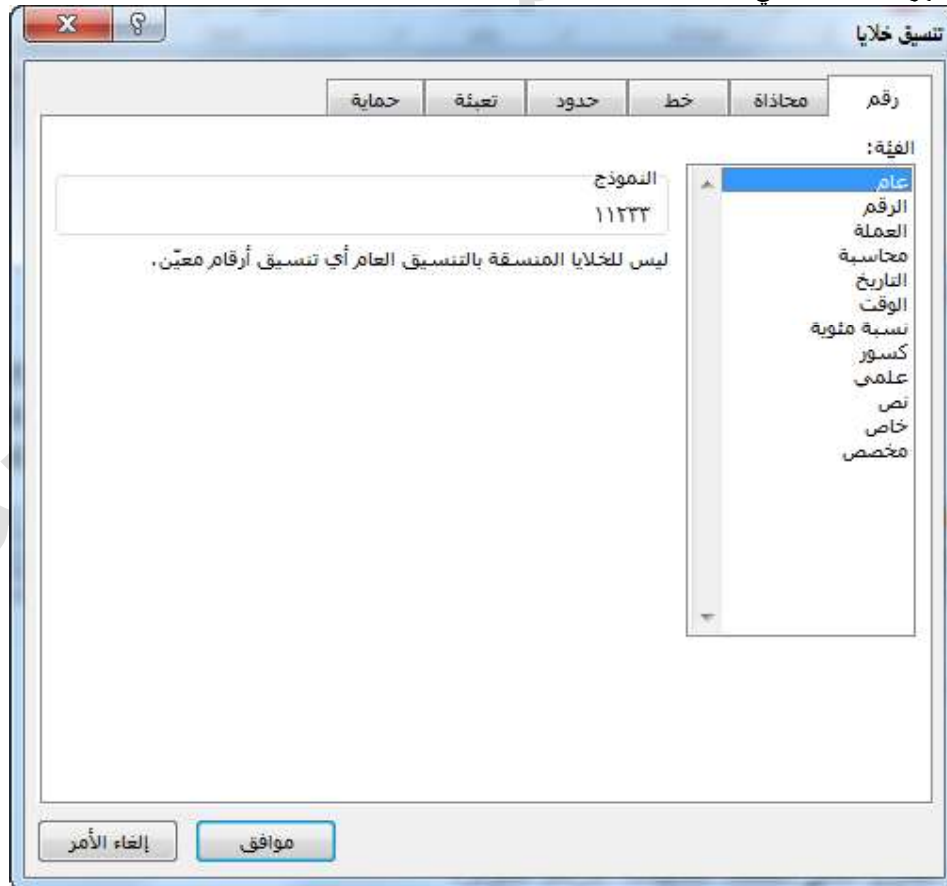 تنسيق خلايا
رقم
محاذاة
خط
حدود
تعبئة
حماية
الفئة:
عام
الرقم
العملة
محاسبة
التاريخ
الوقت
نسبة مئوية
كسور
علمي
نص
خاص
مخصص
النموذج
١١٢٣٣
ليس للخلايا المنسقة بالتنسيق العام أي تنسيق أرقام معيّن.
موافق
إلغاء الأمر